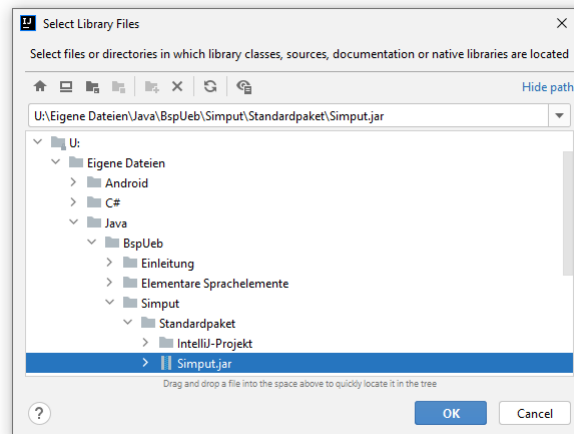 Select Library Files
Select files or directories in which library classes, sources, documentation or native libraries are located
Hide path
U:\Eigene Dateien\Java\BspUeb\Simput\Standardpaket\Simput.jar
U:
Eigene Dateien
Android
C#
Java
BspUeb
Einleitung
Elementare Sprachelemente
Simput
Standardpaket
IntelliJ-Projekt
Simput.jar
Drag and drop a file into the space above to quickly locate it in the tree
? OK Cancel